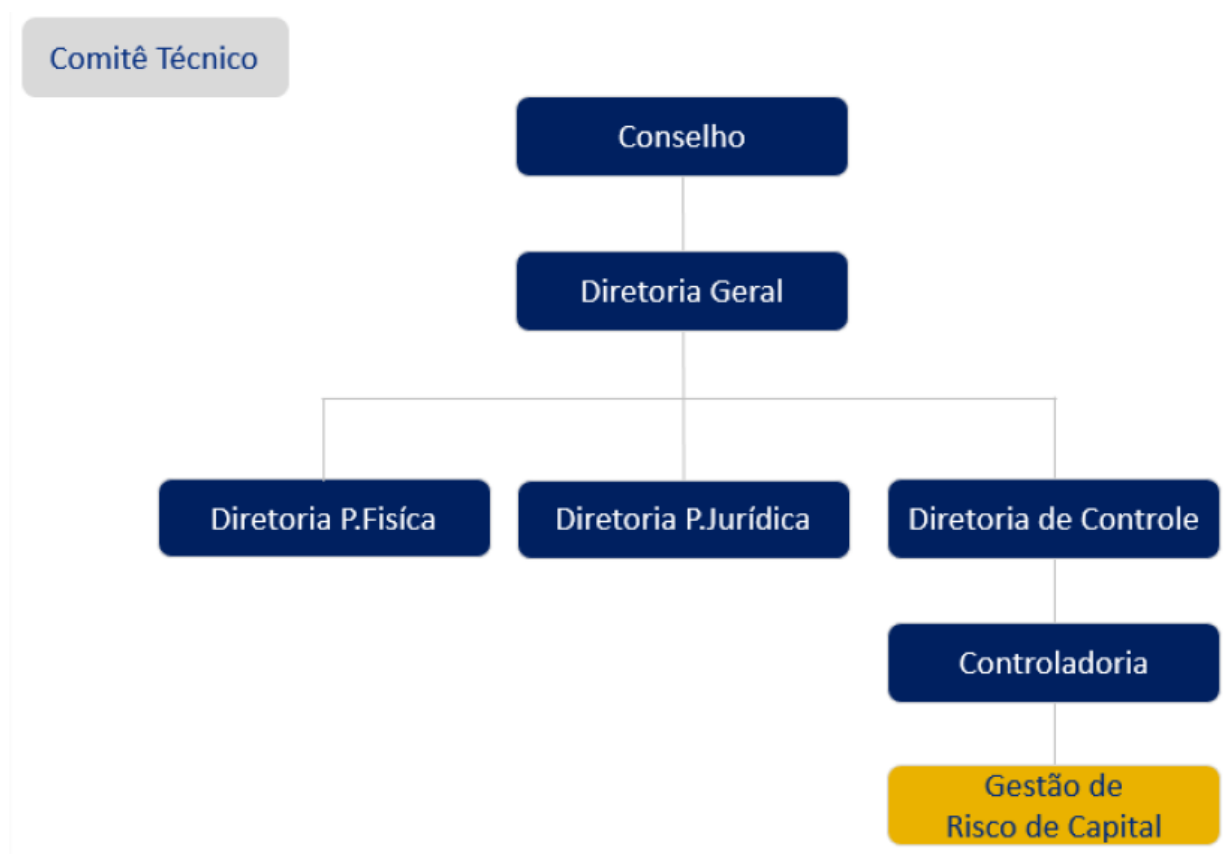 Comitê Técnico
Conselho
Diretoria Geral
Diretoria P.Fisíca
Diretoria P.Jurídica
Diretoria de Controle
Controladoria
Gestão de
Risco de Capital